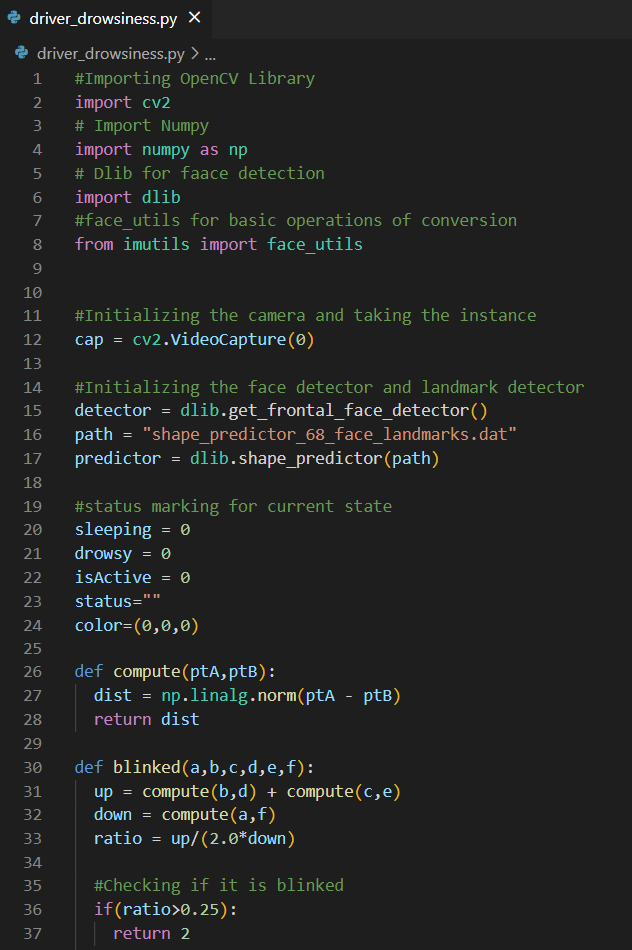 driver_drowsiness.py ×
driver_drowsiness.py > ...
1 #Importing OpenCV Library
2 import cv2
3 # Import Numpy
4 import numpy as np
5 # Dlib for faace detection
6 import dlib
7 #face_utils for basic operations of conversion
8 from imutils import face_utils
9
10
11 #Initializing the camera and taking the instance
12 cap = cv2.VideoCapture(0)
13
14 #Initializing the face detector and landmark detector
15 detector = dlib.get_frontal_face_detector()
16 path = "shape_predictor_68_face_landmarks.dat"
17 predictor = dlib.shape_predictor(path)
18
19 #status marking for current state
20 sleeping = 0
21 drowsy = 0
22 isActive = 0
23 status=""
24 color=(0,0,0)
25
26 def compute(ptA,ptB):
27   dist = np.linalg.norm(ptA - ptB)
28   return dist
29
30 def blinked(a,b,c,d,e,f):
31   up = compute(b,d) + compute(c,e)
32   down = compute(a,f)
33   ratio = up/(2.0*down)
34
35   #Checking if it is blinked
36   if(ratio>0.25):
37     return 2